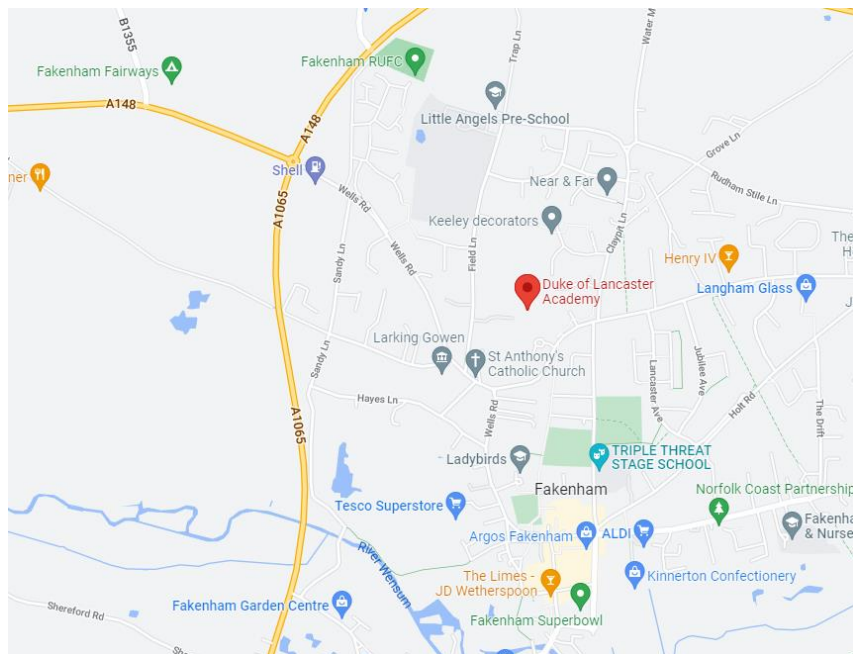 B1355
Fakenham Fairways
A148
Fakenham RUFC
Trap Ln
Water M
A148
Little Angels Pre-School
Grove Ln
ner
Shell
Wells Rd
Near & Far
Rudham Stile Ln
A1065
Keeley decorators
Claypit Ln
Sandy Ln
Wells Rd
Field Ln
The
H
Henry IV
Duke of Lancaster
Academy
Langham Glass
J
Larking Gowen
St Anthony's
Catholic Church
Sandy Ln
Lancaster Ave
Jubilee Ave
Hayes Ln
Wells Rd
Holt Rd
The Drift
A1065
Ladybirds
TRIPLE THREAT
STAGE SCHOOL
Fakenham
Norfolk Coast Partnership
Tesco Superstore
Argos Fakenham
ALDI
Fakenha
& Nurse
River Wensum
The Limes -
JD Wetherspoon
Kinnerton Confectionery
Shereford Rd
Fakenham Garden Centre
Fakenham Superbowl